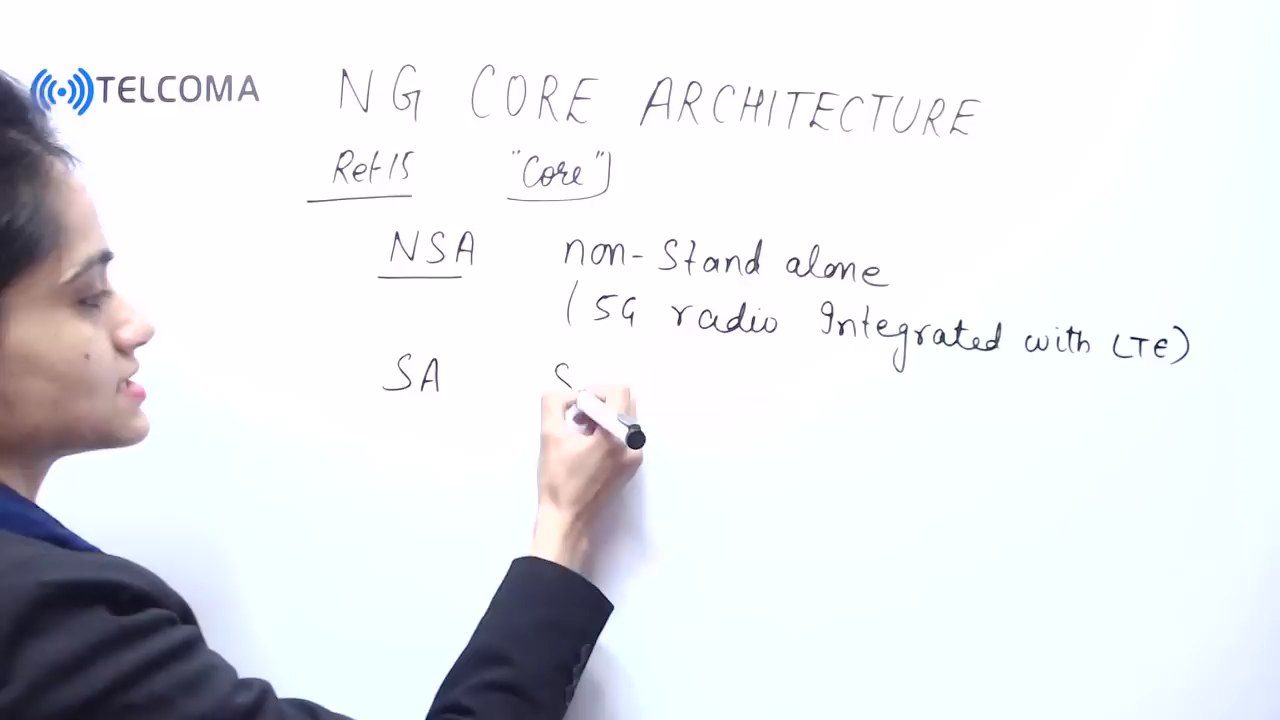 TELCOMA
NG CORE ARCHITECTURE
Rel 15 "Core"
NSA non-Stand alone
(5G radio Integrated with LTE)
SA S